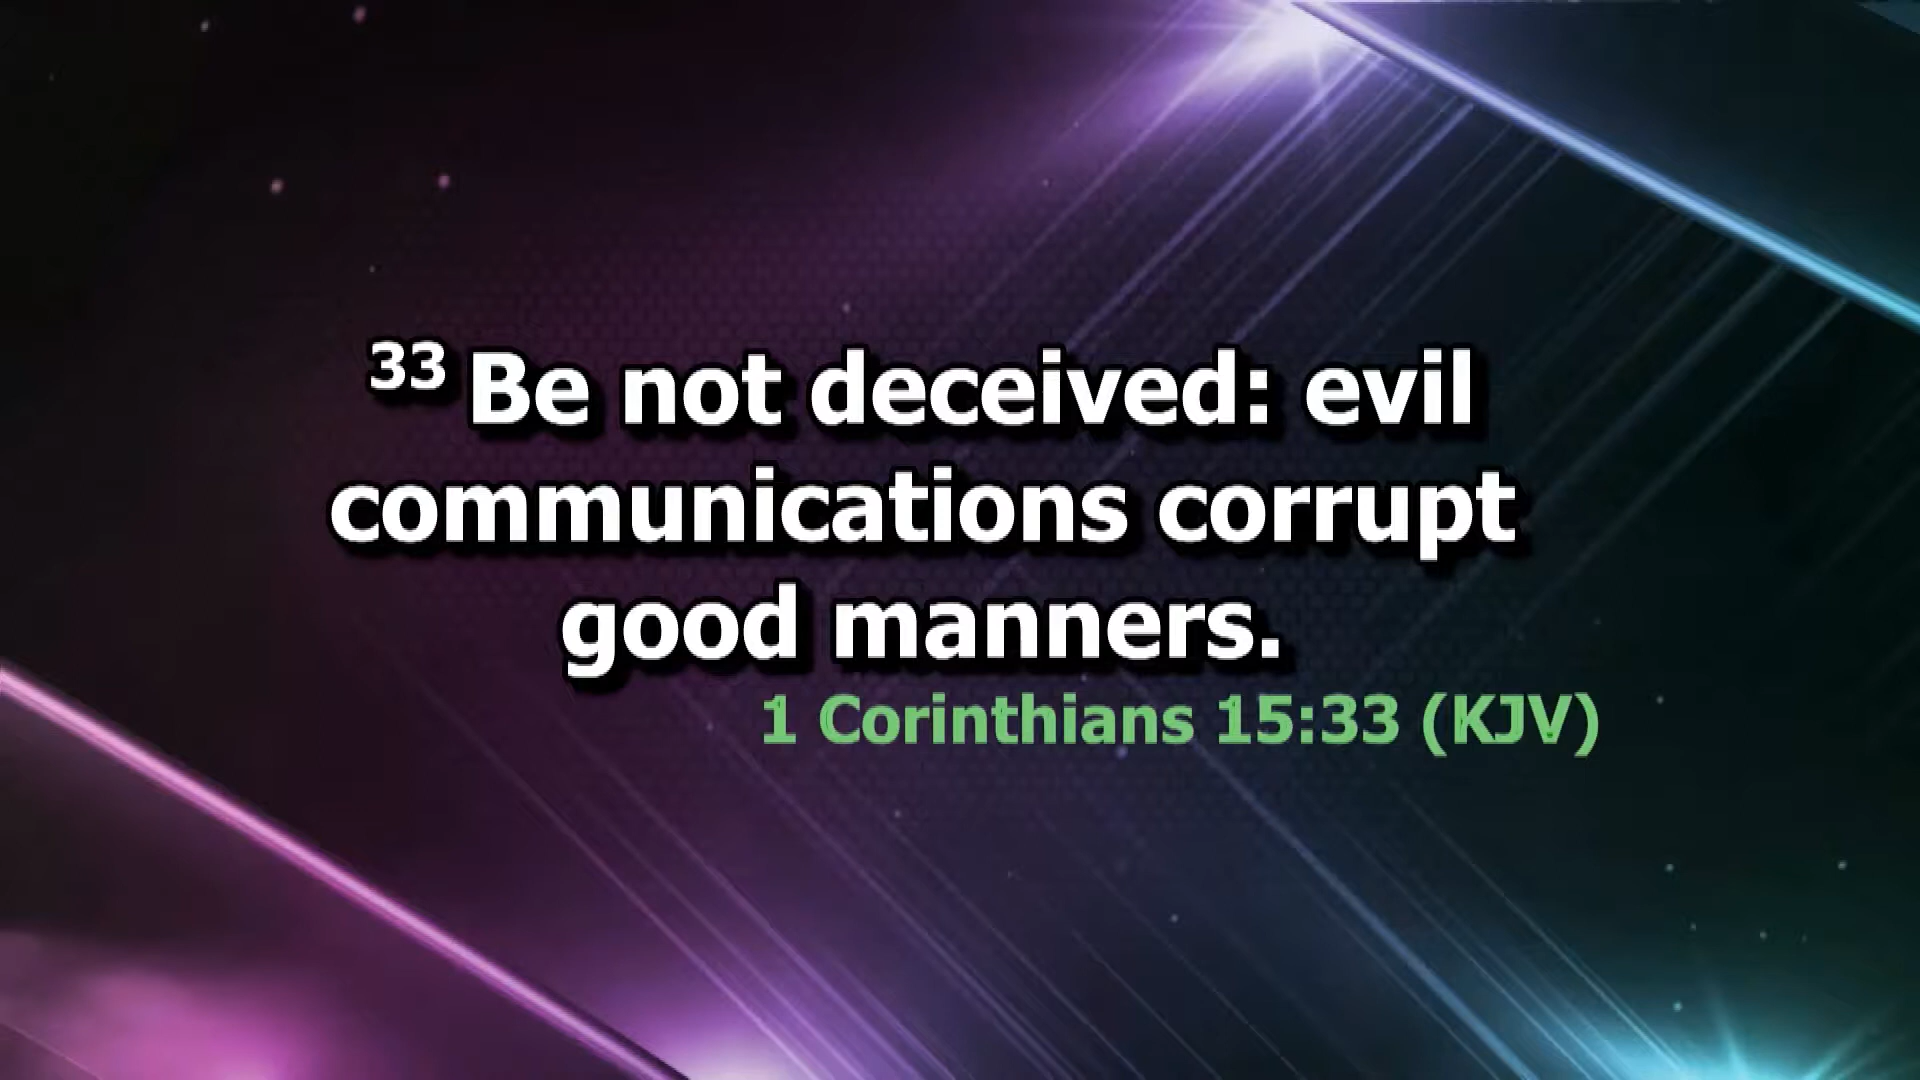 33 Be not deceived: evil
communications corrupt
good manners.
1 Corinthians 15:33 (KJV)